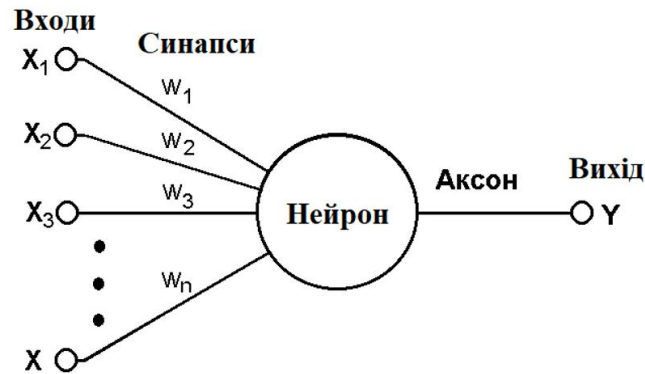 Входи
Синапси
X1
w1
X2
w2
X3
w3
Нейрон
Аксон
Вихід
Y
wn
X